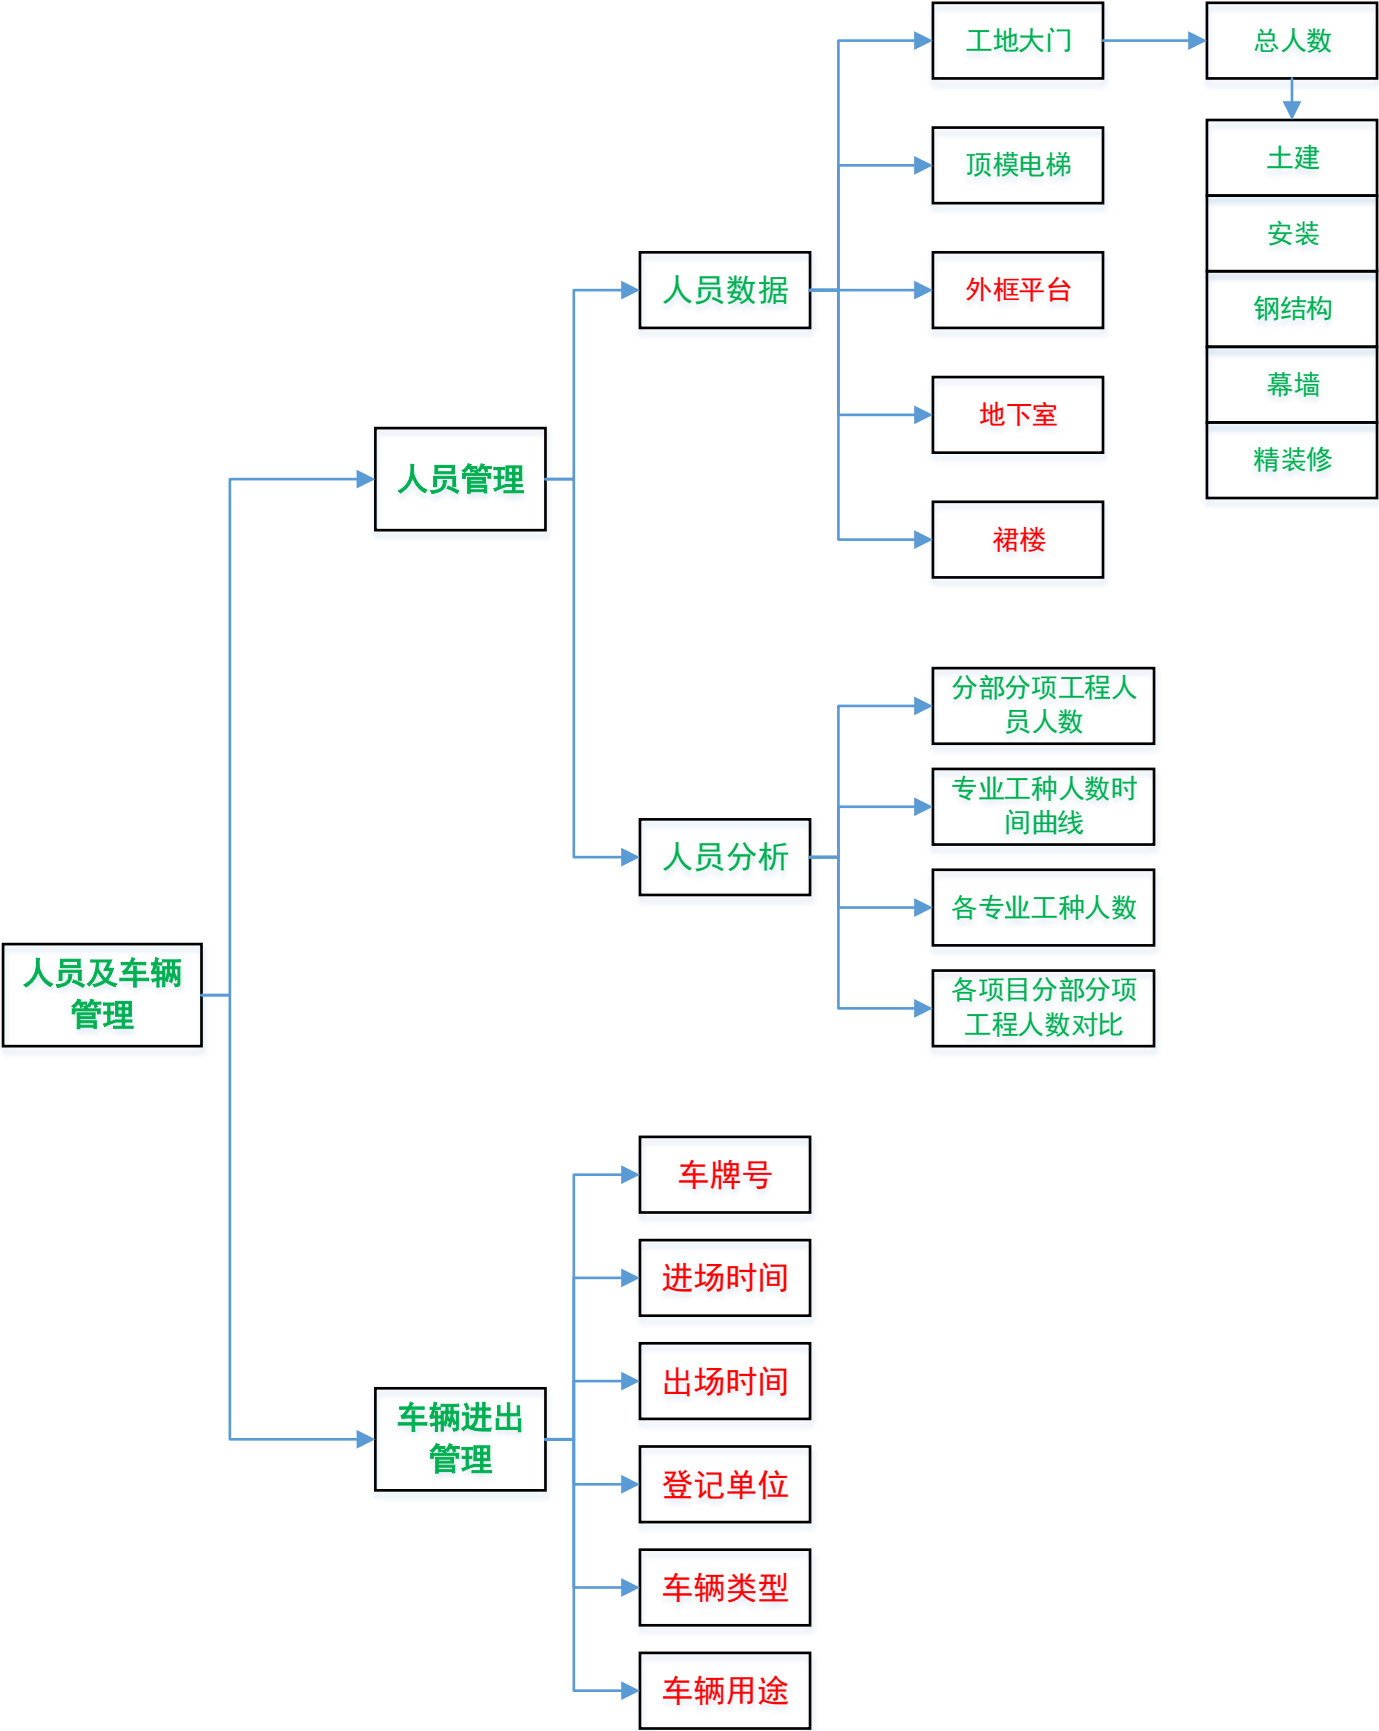 工地大门
总人数
顶模电梯
土建
安装
人员数据
外框平台
钢结构
幕墙
地下室
精装修
人员管理
裙楼
分部分项工程人
员人数
专业工种人数时
间曲线
人员分析
各专业工种人数
人员及车辆
管理
各项目分部分项
工程人数对比
车牌号
进场时间
出场时间
车辆进出
管理
登记单位
车辆类型
车辆用途